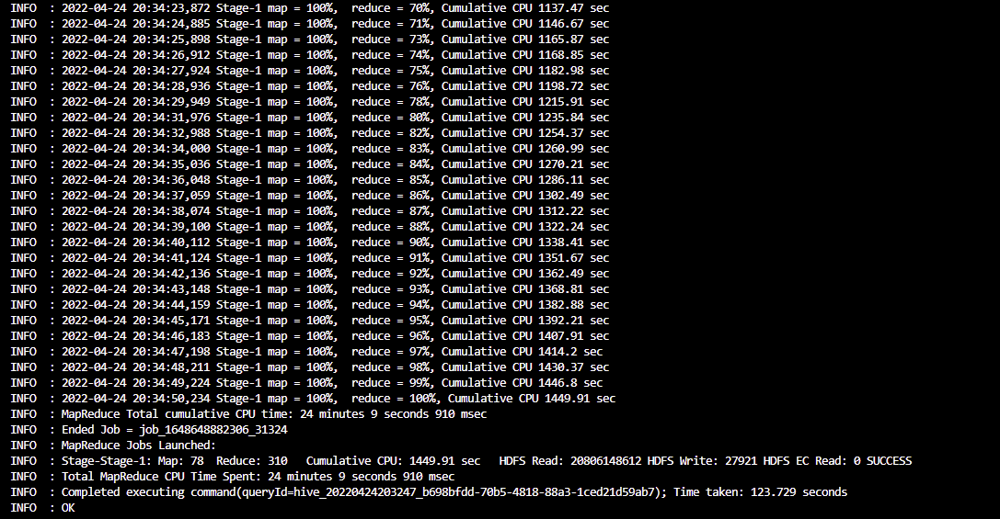 INFO  : 2022-04-24 20:34:23,872 Stage-1 map = 100%,  reduce = 70%, Cumulative CPU 1137.47 sec
INFO  : 2022-04-24 20:34:24,885 Stage-1 map = 100%,  reduce = 71%, Cumulative CPU 1146.67 sec
INFO  : 2022-04-24 20:34:25,898 Stage-1 map = 100%,  reduce = 73%, Cumulative CPU 1165.87 sec
INFO  : 2022-04-24 20:34:26,912 Stage-1 map = 100%,  reduce = 74%, Cumulative CPU 1168.85 sec
INFO  : 2022-04-24 20:34:27,924 Stage-1 map = 100%,  reduce = 75%, Cumulative CPU 1182.98 sec
INFO  : 2022-04-24 20:34:28,936 Stage-1 map = 100%,  reduce = 76%, Cumulative CPU 1198.72 sec
INFO  : 2022-04-24 20:34:29,949 Stage-1 map = 100%,  reduce = 78%, Cumulative CPU 1215.91 sec
INFO  : 2022-04-24 20:34:31,976 Stage-1 map = 100%,  reduce = 80%, Cumulative CPU 1235.84 sec
INFO  : 2022-04-24 20:34:32,988 Stage-1 map = 100%,  reduce = 82%, Cumulative CPU 1254.37 sec
INFO  : 2022-04-24 20:34:34,000 Stage-1 map = 100%,  reduce = 83%, Cumulative CPU 1260.99 sec
INFO  : 2022-04-24 20:34:35,036 Stage-1 map = 100%,  reduce = 84%, Cumulative CPU 1270.21 sec
INFO  : 2022-04-24 20:34:36,048 Stage-1 map = 100%,  reduce = 85%, Cumulative CPU 1286.11 sec
INFO  : 2022-04-24 20:34:37,059 Stage-1 map = 100%,  reduce = 86%, Cumulative CPU 1302.49 sec
INFO  : 2022-04-24 20:34:38,074 Stage-1 map = 100%,  reduce = 87%, Cumulative CPU 1312.22 sec
INFO  : 2022-04-24 20:34:39,100 Stage-1 map = 100%,  reduce = 88%, Cumulative CPU 1322.24 sec
INFO  : 2022-04-24 20:34:40,112 Stage-1 map = 100%,  reduce = 90%, Cumulative CPU 1338.41 sec
INFO  : 2022-04-24 20:34:41,124 Stage-1 map = 100%,  reduce = 91%, Cumulative CPU 1351.67 sec
INFO  : 2022-04-24 20:34:42,136 Stage-1 map = 100%,  reduce = 92%, Cumulative CPU 1362.49 sec
INFO  : 2022-04-24 20:34:43,148 Stage-1 map = 100%,  reduce = 93%, Cumulative CPU 1368.81 sec
INFO  : 2022-04-24 20:34:44,159 Stage-1 map = 100%,  reduce = 94%, Cumulative CPU 1382.88 sec
INFO  : 2022-04-24 20:34:45,171 Stage-1 map = 100%,  reduce = 95%, Cumulative CPU 1392.21 sec
INFO  : 2022-04-24 20:34:46,183 Stage-1 map = 100%,  reduce = 96%, Cumulative CPU 1407.91 sec
INFO  : 2022-04-24 20:34:47,198 Stage-1 map = 100%,  reduce = 97%, Cumulative CPU 1414.2 sec
INFO  : 2022-04-24 20:34:48,211 Stage-1 map = 100%,  reduce = 98%, Cumulative CPU 1430.37 sec
INFO  : 2022-04-24 20:34:49,224 Stage-1 map = 100%,  reduce = 99%, Cumulative CPU 1446.8 sec
INFO  : 2022-04-24 20:34:50,234 Stage-1 map = 100%,  reduce = 100%, Cumulative CPU 1449.91 sec
INFO  : MapReduce Total cumulative CPU time: 24 minutes 9 seconds 910 msec
INFO  : Ended Job = job_1648648882306_31324
INFO  : MapReduce Jobs Launched:
INFO  : Stage-Stage-1: Map: 78  Reduce: 310   Cumulative CPU: 1449.91 sec   HDFS Read: 20806148612 HDFS Write: 27921 HDFS EC Read: 0 SUCCESS
INFO  : Total MapReduce CPU Time Spent: 24 minutes 9 seconds 910 msec
INFO  : Completed executing command(queryId=hive_20220424203247_b698bfdd-70b5-4818-88a3-1ced21d59ab7); Time taken: 123.729 seconds
INFO  : OK